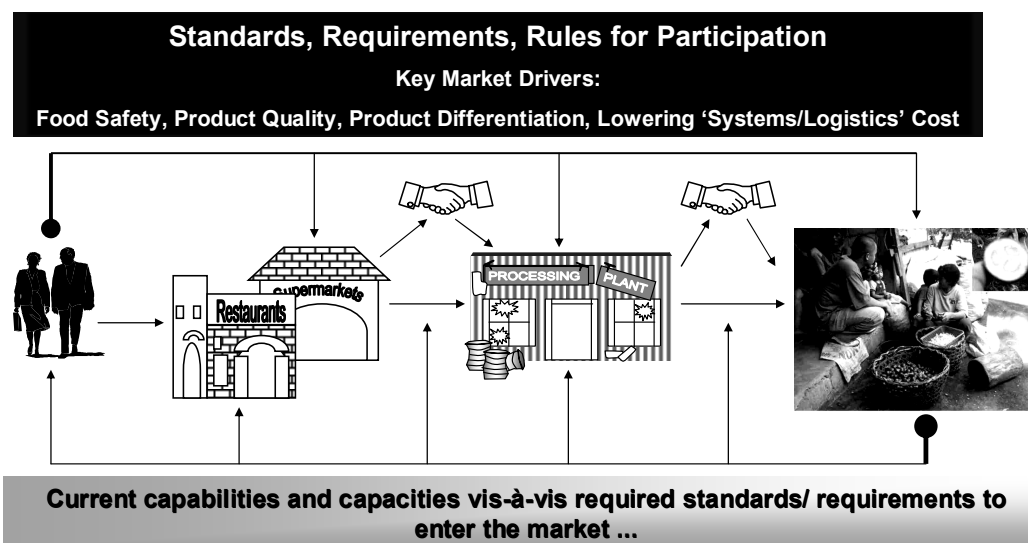 Standards, Requirements, Rules for Participation
Key Market Drivers:
Food Safety, Product Quality, Product Differentiation, Lowering ‘Systems/Logistics’ Cost
Supermarkets
Restaurants
PROCESSING PLANT
Current capabilities and capacities vis-à-vis required standards/ requirements to
enter the market ...